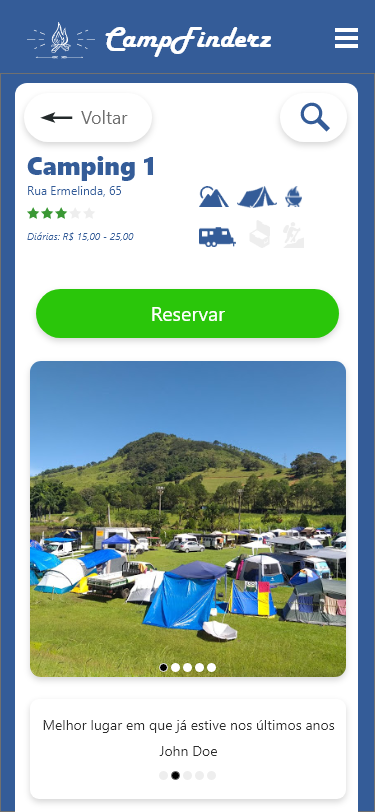 CampFinderz
Voltar
Camping 1
Rua Ermelinda, 65
Diárias: R$ 15,00 - 25,00
Reservar
Melhor lugar em que já estive nos últimos anos
John Doe